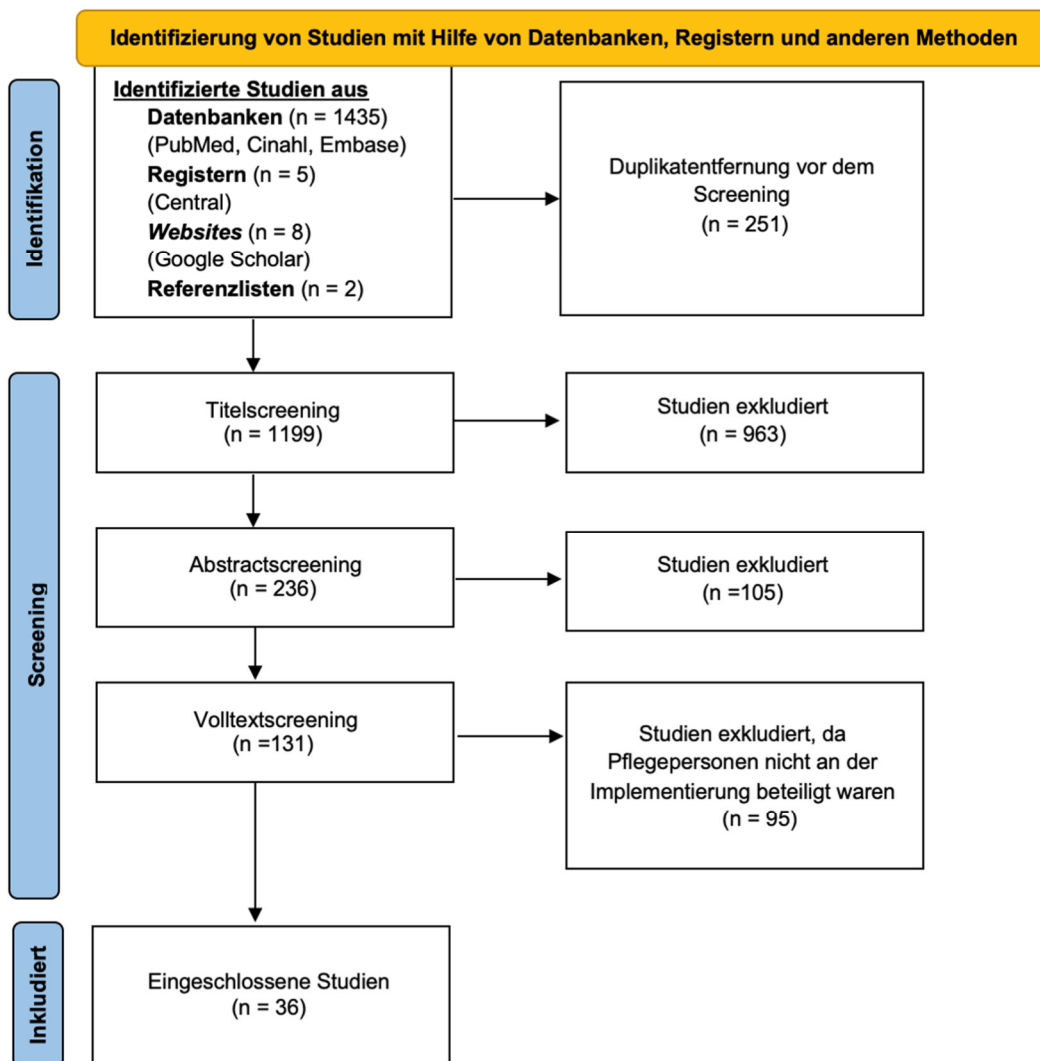 Identifizierung von Studien mit Hilfe von Datenbanken, Registern und anderen Methoden
Identifikation
Identifizierte Studien aus
Datenbanken (n = 1435)
(PubMed, Cinahl, Embase)
Registern (n = 5)
(Central)
Websites (n = 8)
(Google Scholar)
Referenzlisten (n = 2)
Duplikatentfernung vor dem
Screening
(n = 251)
Screening
Titelscreening
(n = 1199)
Studien exkludiert
(n = 963)
Abstractscreening
(n = 236)
Studien exkludiert
(n =105)
Volltextscreening
(n =131)
Studien exkludiert, da
Pflegepersonen nicht an der
Implementierung beteiligt waren
(n = 95)
Inkludiert
Eingeschlossene Studien
(n = 36)